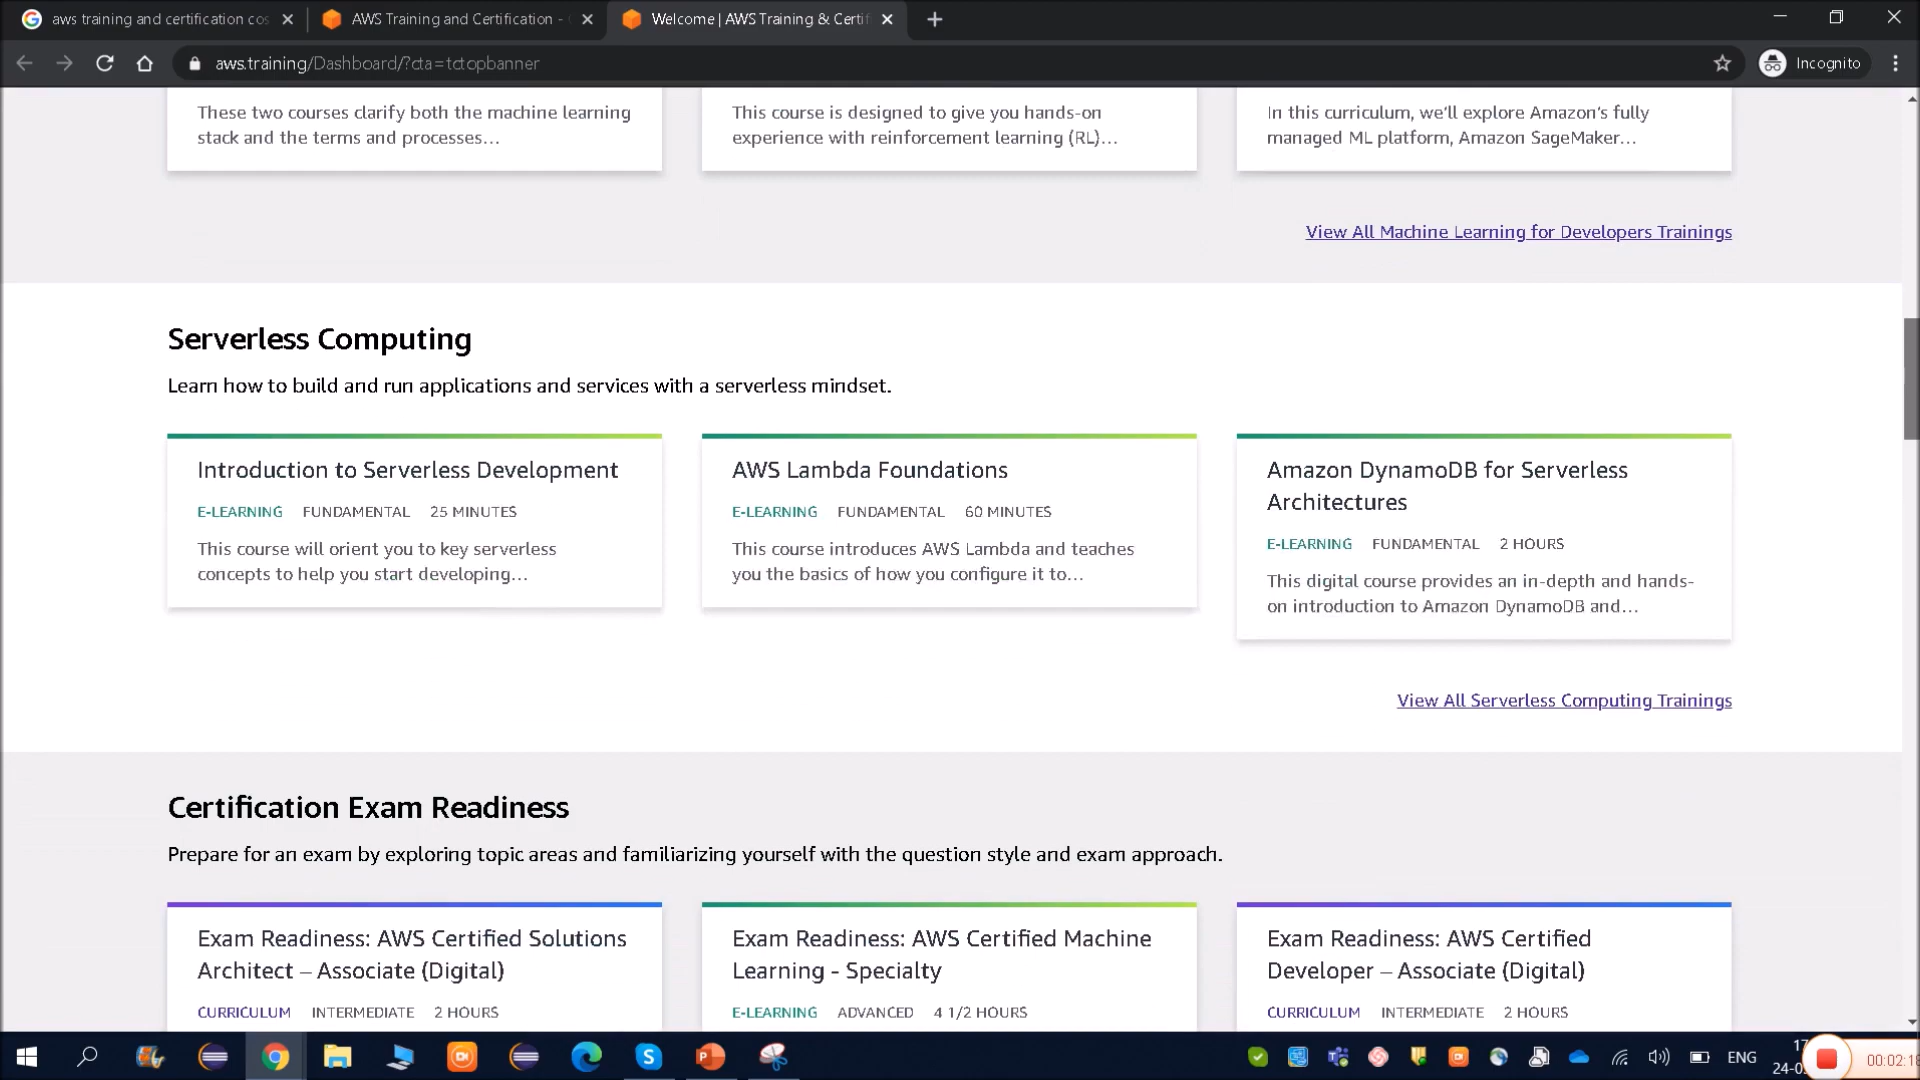 aws training and certification cos
AWS Training and Certification -
Welcome | AWS Training & Certif
aws.training/Dashboard/?cta=tctopbanner
Incognito
These two courses clarify both the machine learning
stack and the terms and processes...
This course is designed to give you hands-on
experience with reinforcement learning (RL)...
In this curriculum, we'll explore Amazon's fully
managed ML platform, Amazon SageMaker...
View All Machine Learning for Developers Trainings
Serverless Computing
Learn how to build and run applications and services with a serverless mindset.
Introduction to Serverless Development
E-LEARNING FUNDAMENTAL 25 MINUTES
This course will orient you to key serverless
concepts to help you start developing...
AWS Lambda Foundations
E-LEARNING FUNDAMENTAL 60 MINUTES
This course introduces AWS Lambda and teaches
you the basics of how you configure it to...
Amazon DynamoDB for Serverless
Architectures
E-LEARNING FUNDAMENTAL 2 HOURS
This digital course provides an in-depth and hands-
on introduction to Amazon DynamoDB and...
View All Serverless Computing Trainings
Certification Exam Readiness
Prepare for an exam by exploring topic areas and familiarizing yourself with the question style and exam approach.
Exam Readiness: AWS Certified Solutions
Architect – Associate (Digital)
CURRICULUM INTERMEDIATE 2 HOURS
Exam Readiness: AWS Certified Machine
Learning - Specialty
E-LEARNING ADVANCED 4 1/2 HOURS
Exam Readiness: AWS Certified
Developer – Associate (Digital)
CURRICULUM INTERMEDIATE 2 HOURS
ENG
17
24-0
00:02:18